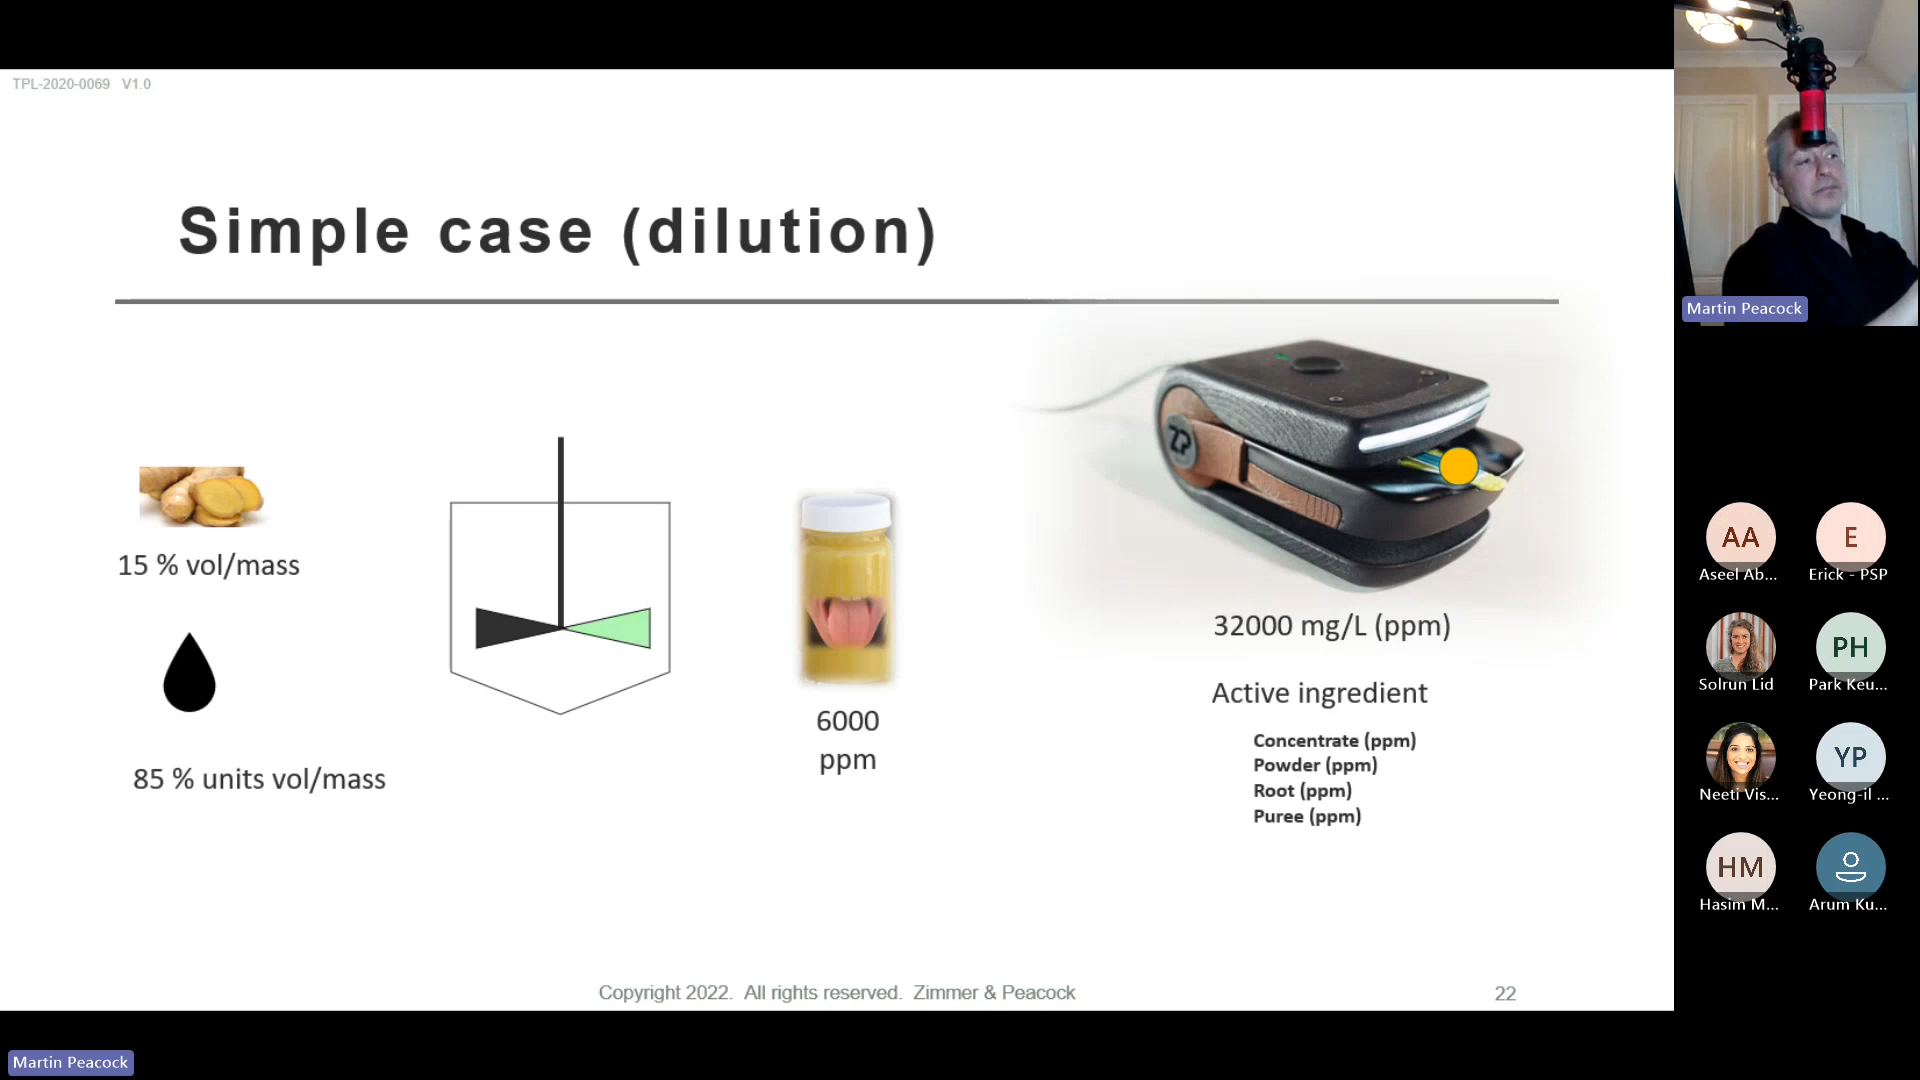 TPL-2020-0069 V1.0
Simple case (dilution)
15 % vol/mass
85 % units vol/mass
6000
ppm
ZP
32000 mg/L (ppm)
Active ingredient
Concentrate (ppm)
Powder (ppm)
Root (ppm)
Puree (ppm)
Copyright 2022. All rights reserved. Zimmer & Peacock
22
Martin Peacock
Martin Peacock
AA
Aseel Ab...
E
Erick - PSP
Solrun Lid
PH
Park Keu...
Neeti Vis...
YP
Yeong-il ...
HM
Hasim M...
Arum Ku...